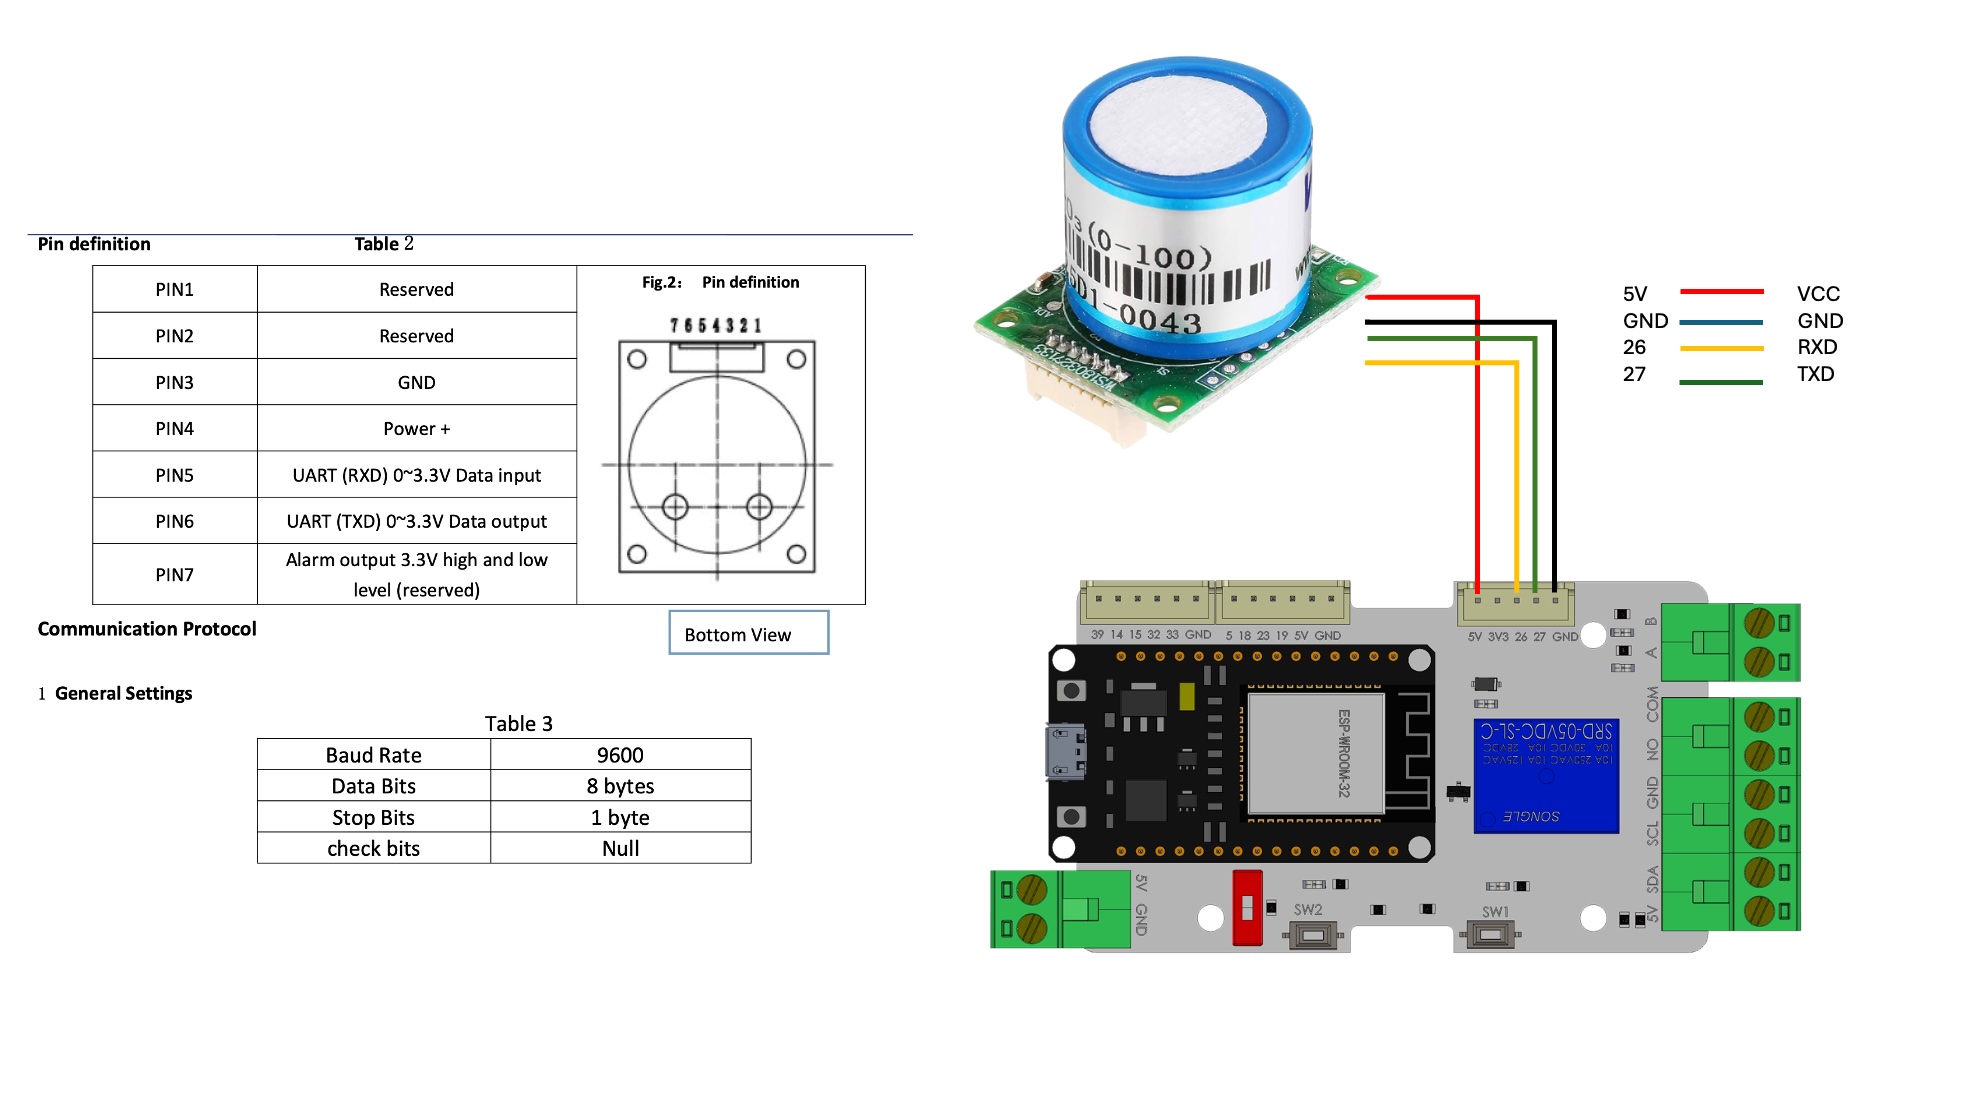 Pin definition Table 2
PIN1 Reserved
PIN2 Reserved
PIN3 GND
PIN4 Power +
PIN5 UART (RXD) 0~3.3V Data input
PIN6 UART (TXD) 0~3.3V Data output
PIN7 Alarm output 3.3V high and low
level (reserved)
Fig.2: Pin definition
7 6 5 4 3 2 1
Bottom View
Communication Protocol
1 General Settings
Table 3
Baud Rate 9600
Data Bits 8 bytes
Stop Bits 1 byte
check bits Null
(0-100)
D1-0043
5V VCC
GND GND
26 RXD
27 TXD
39 14 15 32 33 GND
5 18 23 19 5V GND
5V 3V3 26 27 GND
B
A
COM
NO
GND
SCL
SDA
5V
ESP-WROOM-32
SRD-05VDC-SL-C
10A 250VAC 10A 125VAC
10A 30VDC 10A 28VDC
SONGLE
5V
GND
SW2
SW1